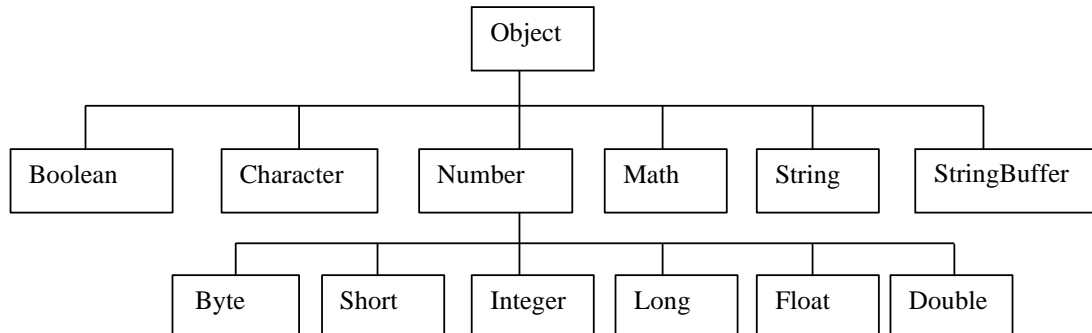 Object
Boolean Character Number Math String StringBuffer
Byte Short Integer Long Float Double